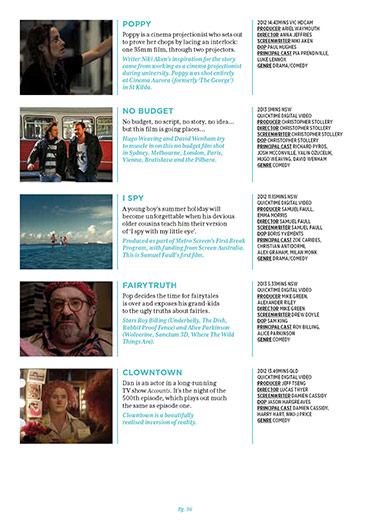 POPPY
Poppy is a cinema projectionist who sets out
to prove her chops by lacing an interlock:
one 35mm film, through two projectors.
Writer Niki Aken's inspiration for the story
came from working as a cinema projectionist
during university. Poppy was shot entirely
at Cinema Aurora (formerly 'The George')
in St Kilda.
2012 14.43MINS VIC, HDCAM
PRODUCER ARIEL WAYMOUTH
DIRECTOR ANNA JEFFRIES
SCREENWRITER NIKI AKEN
DOP PAUL HUGHES
PRINCIPAL CAST PIA PRENDIVILLE,
LUKE LENNOX
GENRE DRAMA/COMEDY
NO BUDGET
No budget, no script, no story, no idea...
but this film is going places...
Hugo Weaving and David Wenham try
to muscle in on this no budget film shot
in Sydney, Melbourne, London, Paris,
Vienna, Bratislava and the Pilbara.
2013 5MINS NSW
QUICKTIME DIGITAL VIDEO
PRODUCER CHRISTOPHER STOLLERY
DIRECTOR CHRISTOPHER STOLLERY
SCREENWRITER CHRISTOPHER STOLLERY
DOP CHRISTOPHER STOLLERY
PRINCIPAL CAST RICHARD PYROS,
JOSH MCCONVILLE, YALIN OZUCELIK,
HUGO WEAVING, DAVID WENHAM
GENRE COMEDY
I SPY
A young boy's summer holiday will
become unforgettable when his devious
older cousins teach him their version
of 'I spy with my little eye'.
Produced as part of Metro Screen's First Break
Program, with funding from Screen Australia.
This is Samuel Faull's first film.
2012 11.15MINS NSW
QUICKTIME DIGITAL VIDEO
PRODUCER SAMUEL FAULL,
EMMA MORRIS
DIRECTOR SAMUEL FAULL
SCREENWRITER SAMUEL FAULL
DOP BORIS VYMENTS
PRINCIPAL CAST ZOE CARIDES,
CHRISTIAN ANTIDORMI,
ALEX GRAHAM, MILAN MONK
GENRE DRAMA/COMEDY
FAIRYTRUTH
Pop decides the time for fairytales
is over and exposes his grand-kids
to the ugly truths about fairies.
Stars Roy Billing (Underbelly, The Dish,
Rabbit Proof Fence) and Alice Parkinson
(Wolverine, Sanctum 3D, Where The Wild
Things Are).
2013 5.33MINS NSW
QUICKTIME DIGITAL VIDEO
PRODUCER MIKE GREEN,
ALEXANDER RILEY
DIRECTOR MIKE GREEN
SCREENWRITER DREW DOYLE
DOP SAM KING
PRINCIPAL CAST ROY BILLING,
ALICE PARKINSON
GENRE COMEDY
CLOWNTOWN
Dan is an actor in a long-running
TV show Accounts. It's the night of the
500th episode, which plays out much
the same as episode one.
Clowntown is a beautifully
realised inversion of reality.
2012 13.49MINS QLD
QUICKTIME DIGITAL VIDEO
PRODUCER JEFF TSENG
DIRECTOR LUCAS THYER
SCREENWRITER DAMIEN CASSIDY
DOP JASON HARGREAVES
PRINCIPAL CAST DAMIEN CASSIDY,
HARRY HART, NIKI-J PRICE
GENRE COMEDY
Pg. 36